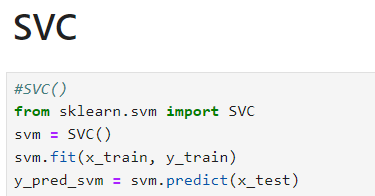 SVC
#SVC()
from sklearn.svm import SVC
svm = SVC()
svm.fit(x_train, y_train)
y_pred_svm = svm.predict(x_test)